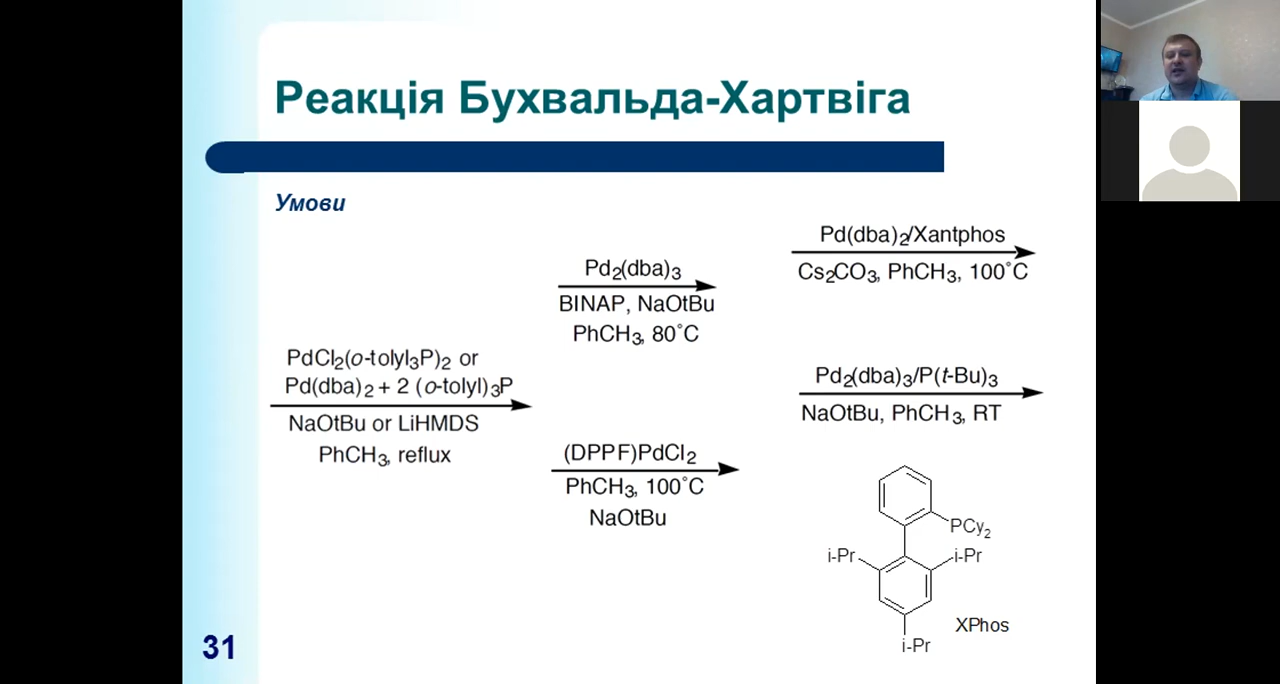 Реакція Бухвальда-Хартвіга
Умови
PdCl2(o-tolyl3P)2 or
Pd(dba)2 + 2 (o-tolyl)3P
NaOtBu or LiHMDS
PhCH3, reflux
Pd2(dba)3
BINAP, NaOtBu
PhCH3, 80˚C
(DPPF)PdCl2
PhCH3, 100˚C
NaOtBu
Pd(dba)2/Xantphos
Cs2CO3, PhCH3, 100˚C
Pd2(dba)3/P(t-Bu)3
NaOtBu, PhCH3, RT
PCy2
i-Pr
i-Pr
i-Pr
XPhos
31